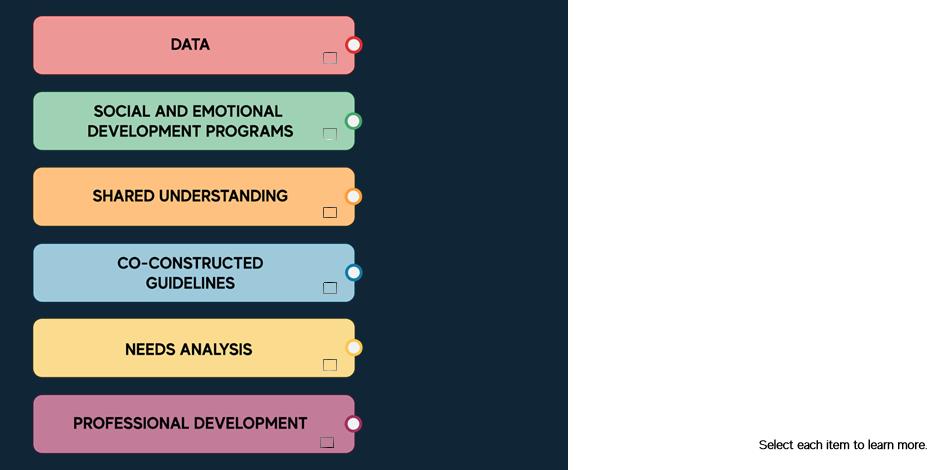 DATA
SOCIAL AND EMOTIONAL
DEVELOPMENT PROGRAMS
SHARED UNDERSTANDING
CO-CONSTRUCTED
GUIDELINES
NEEDS ANALYSIS
PROFESSIONAL DEVELOPMENT
Select each item to learn more.